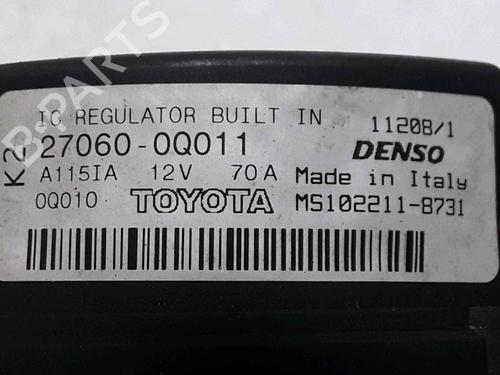 IC REGULATOR BUILT IN 11208/1
K2 27060-0Q011 DENSO
A115IA 12V 70A Made in Italy
0Q010 TOYOTA MS102211-8731
B-PARTS